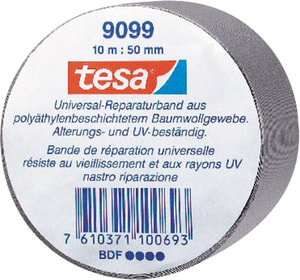 9099
10 m : 50 mm
tesa
Universal-Reparaturband aus
polyäthylenbeschichtetem Baumwollgewebe.
Alterungs- und UV-beständig.
Bande de réparation universelle
résiste au vieillissement et aux rayons UV
nastro riparazione
7 610371 100693
BDF